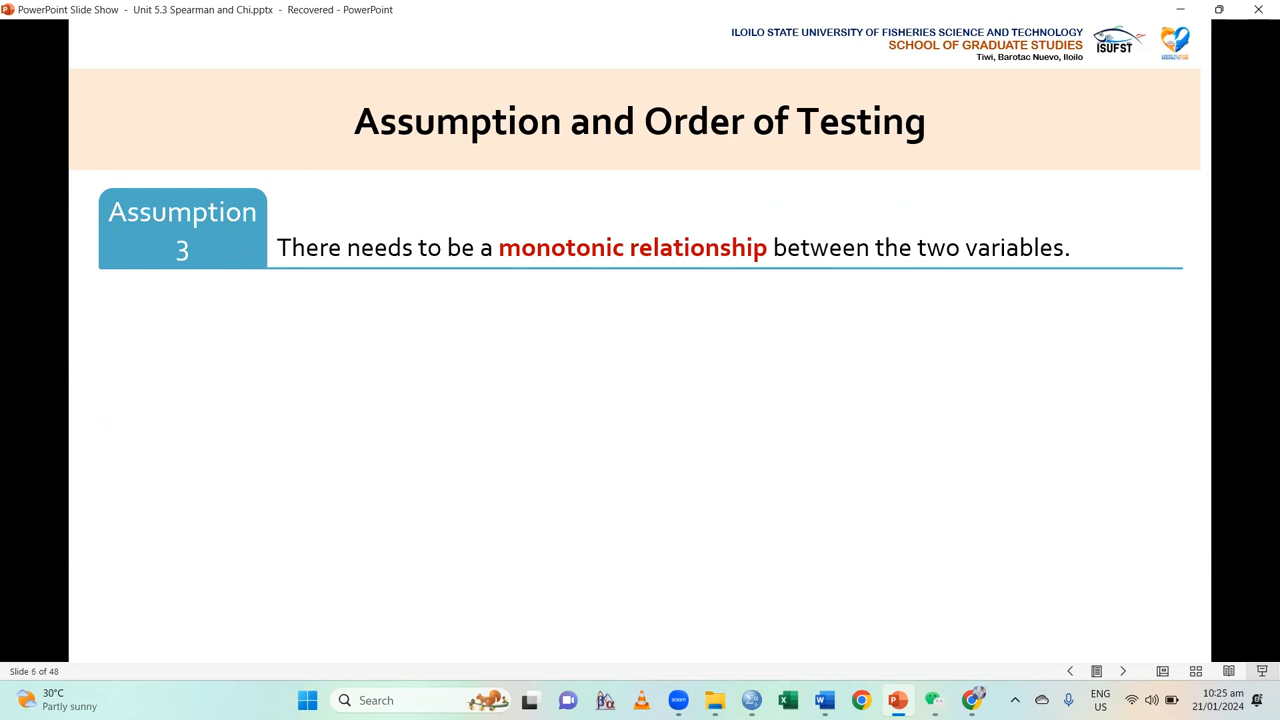 PowerPoint Slide Show - Unit 5.3 Spearman and Chi.pptx - Recovered - PowerPoint
ILOILO STATE UNIVERSITY OF FISHERIES SCIENCE AND TECHNOLOGY
SCHOOL OF GRADUATE STUDIES
Tiwi, Barotac Nuevo, Iloilo
ISUFST
Assumption and Order of Testing
Assumption
3
There needs to be a monotonic relationship between the two variables.
Slide 6 of 48
30°C
Partly sunny
Search
zoom
ENG
US
10:25 am
21/01/2024